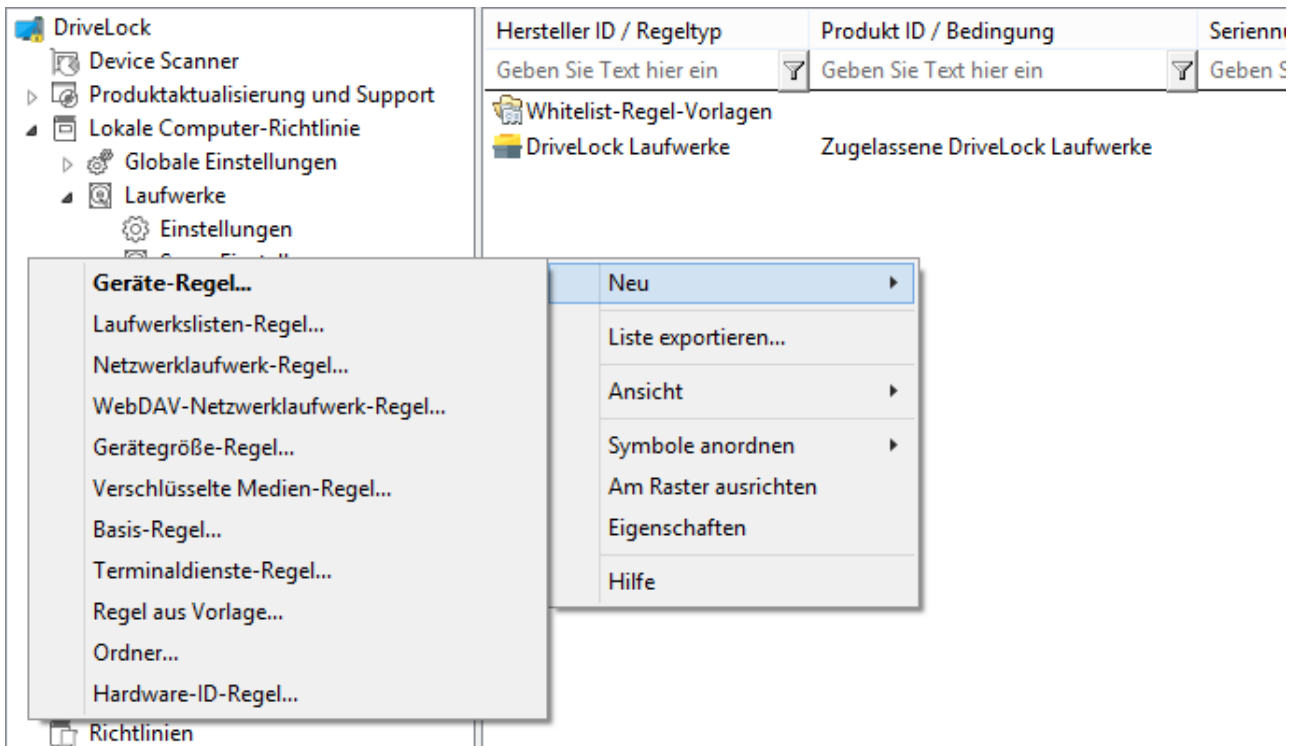 DriveLock
Device Scanner
Produktaktualisierung und Support
Lokale Computer-Richtlinie
Globale Einstellungen
Laufwerke
Einstellungen
Geräte-Regel...
Laufwerkslisten-Regel...
Netzwerklaufwerk-Regel...
WebDAV-Netzwerklaufwerk-Regel...
Gerätegröße-Regel...
Verschlüsselte Medien-Regel...
Basis-Regel...
Terminaldienste-Regel...
Regel aus Vorlage...
Ordner...
Hardware-ID-Regel...
Richtlinien
Hersteller ID / Regeltyp Produkt ID / Bedingung Seriennu
Geben Sie Text hier ein Geben Sie Text hier ein Geben S
Whitelist-Regel-Vorlagen
DriveLock Laufwerke Zugelassene DriveLock Laufwerke
Neu
Liste exportieren...
Ansicht
Symbole anordnen
Am Raster ausrichten
Eigenschaften
Hilfe